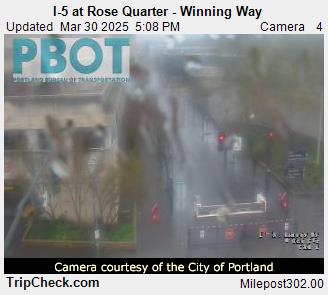 I-5 at Rose Quarter - Winning Way
Updated Mar 30 2025 5:08 PM Camera 4
PBOT
PORTLAND BUREAU OF TRANSPORTATION
Camera courtesy of the City of Portland
TripCheck.com Milepost302.00